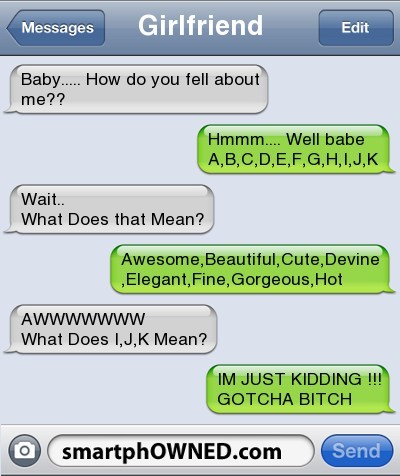 Messages
Girlfriend
Edit
Baby..... How do you fell about
me??
Hmmm.... Well babe
A,B,C,D,E,F,G,H,I,J,K
Wait..
What Does that Mean?
Awesome,Beautiful,Cute,Devine
,Elegant,Fine,Gorgeous,Hot
AWWWWWWW
What Does I,J,K Mean?
IM JUST KIDDING !!!
GOTCHA BITCH
smartphOWNED.com
Send